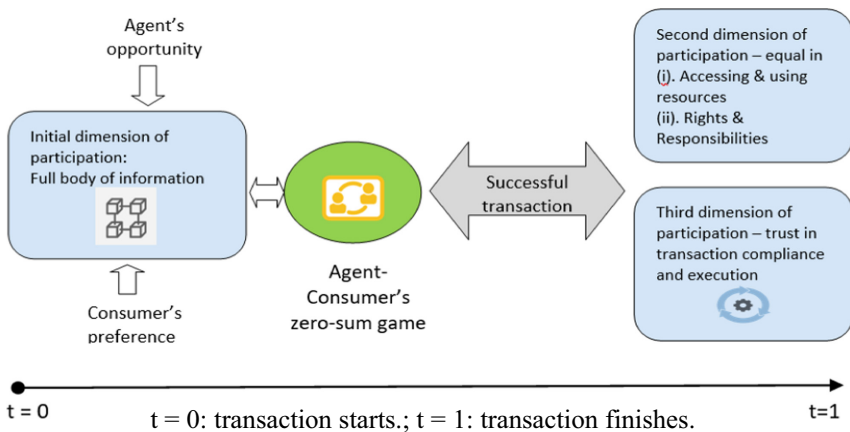 Agent's
opportunity
Initial dimension of
participation:
Full body of information
Consumer's
preference
Agent-
Consumer's
zero-sum game
Successful
transaction
Second dimension of
participation – equal in
(i). Accessing & using
resources
(ii). Rights &
Responsibilities
Third dimension of
participation – trust in
transaction compliance
and execution
t = 0
t=1
t = 0: transaction starts.; t = 1: transaction finishes.